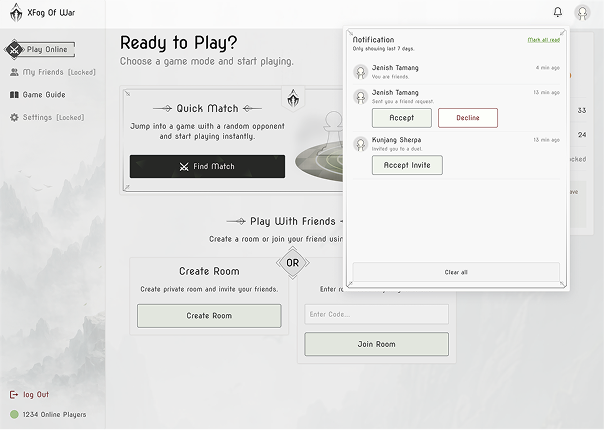 XFog Of War
Play Online
My Friends [Locked]
Game Guide
Settings [Locked]
log Out
1234 Online Players
Ready to Play?
Choose a game mode and start playing.
Quick Match
Jump into a game with a random opponent
and start playing instantly.
Find Match
Play With Friends
Create a room or join your friend usin
Create Room
Create private room and invite your friends.
Create Room
OR
Enter
Enter Code...
Join Room
Notification
Mark all read
Only showing last 7 days.
Jenish Tamang
4 min ago
You are friends.
Jenish Tamang
13 min ago
Sent you a friend request.
Accept
Decline
Kunjang Sherpa
13 min ago
Invited you to a duel.
Accept Invite
Clear all
33
24
ocked
ave